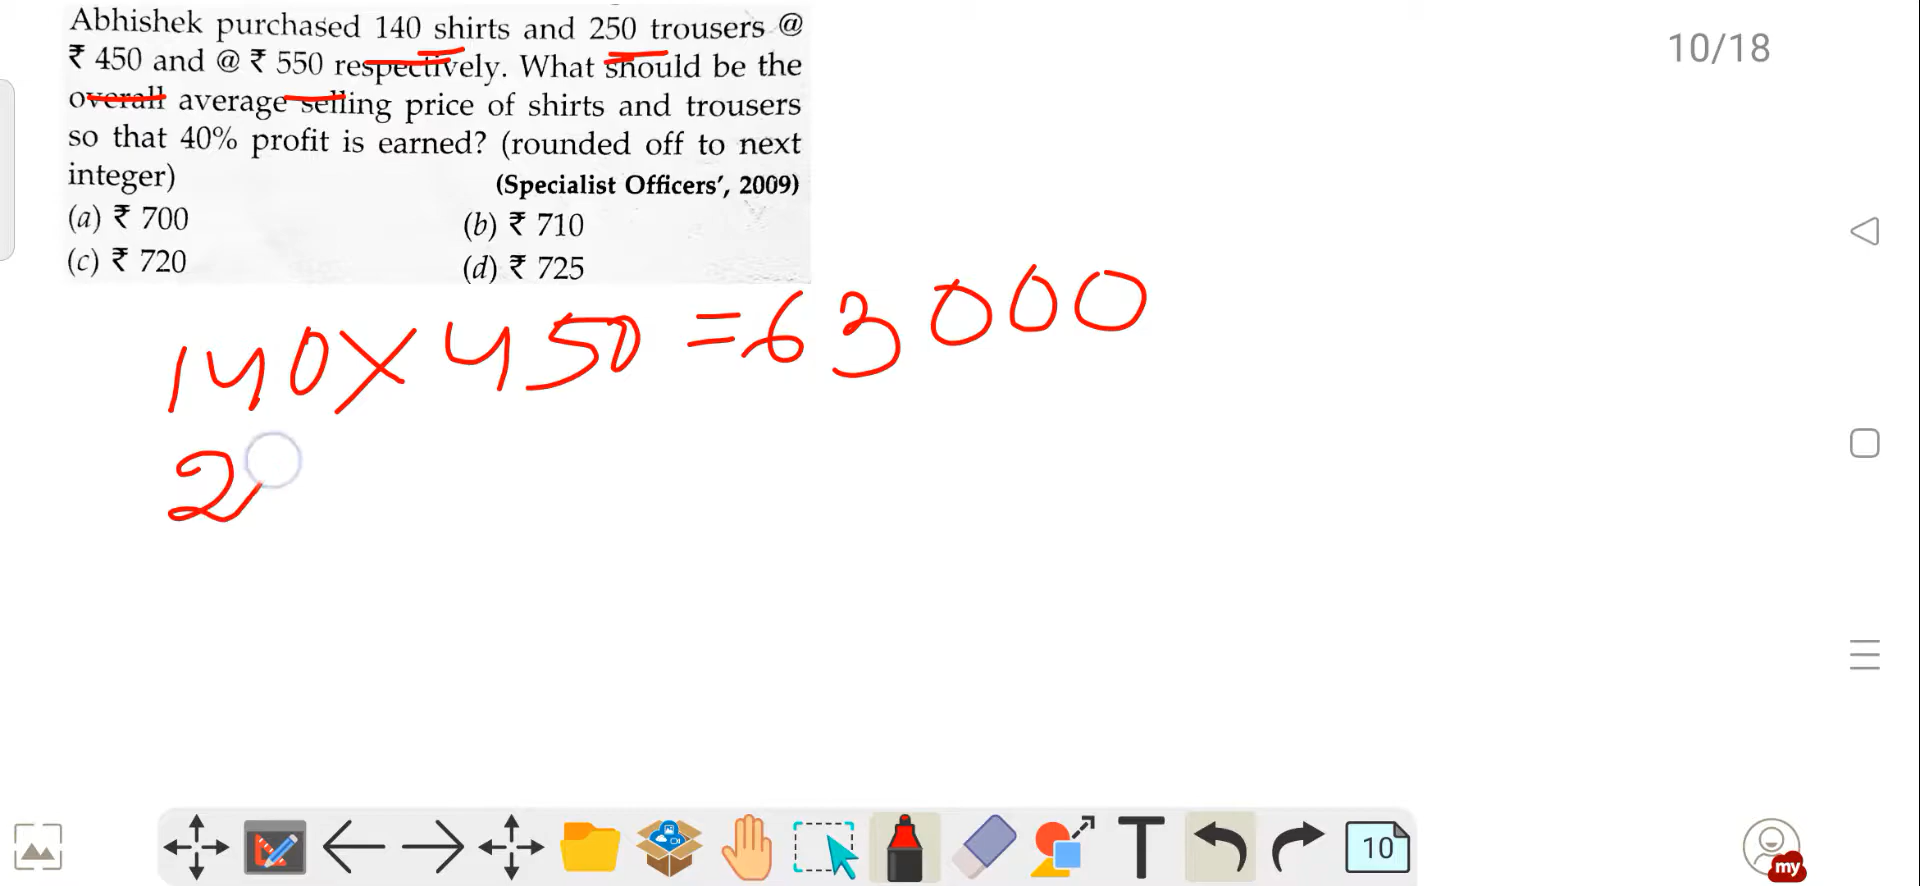 Abhishek purchased 140 shirts and 250 trousers @
₹ 450 and @ ₹ 550 respectively. What should be the
overall average selling price of shirts and trousers
so that 40% profit is earned? (rounded off to next
integer) (Specialist Officers', 2009)
(a) ₹ 700 (b) ₹ 710
(c) ₹ 720 (d) ₹ 725
10/18
140×450=63000
2
T
10
my